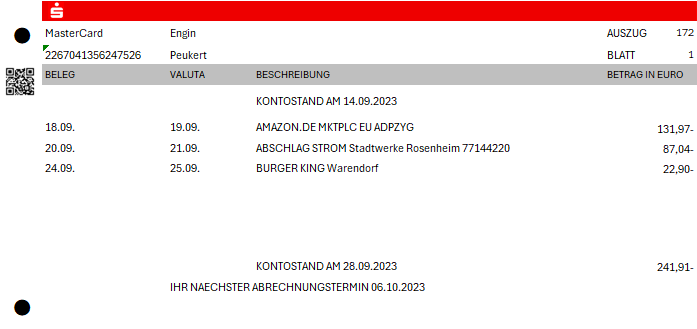 MasterCard Engin AUSZUG 172
2267041356247526 Peukert BLATT 1
BELEG VALUTA BESCHREIBUNG BETRAG IN EURO
KONTOSTAND AM 14.09.2023
18.09. 19.09. AMAZON.DE MKTPLC EU ADPZYG 131,97-
20.09. 21.09. ABSCHLAG STROM Stadtwerke Rosenheim 77144220 87,04-
24.09. 25.09. BURGER KING Warendorf 22,90-
KONTOSTAND AM 28.09.2023 241,91-
IHR NAECHSTER ABRECHNUNGSTERMIN 06.10.2023